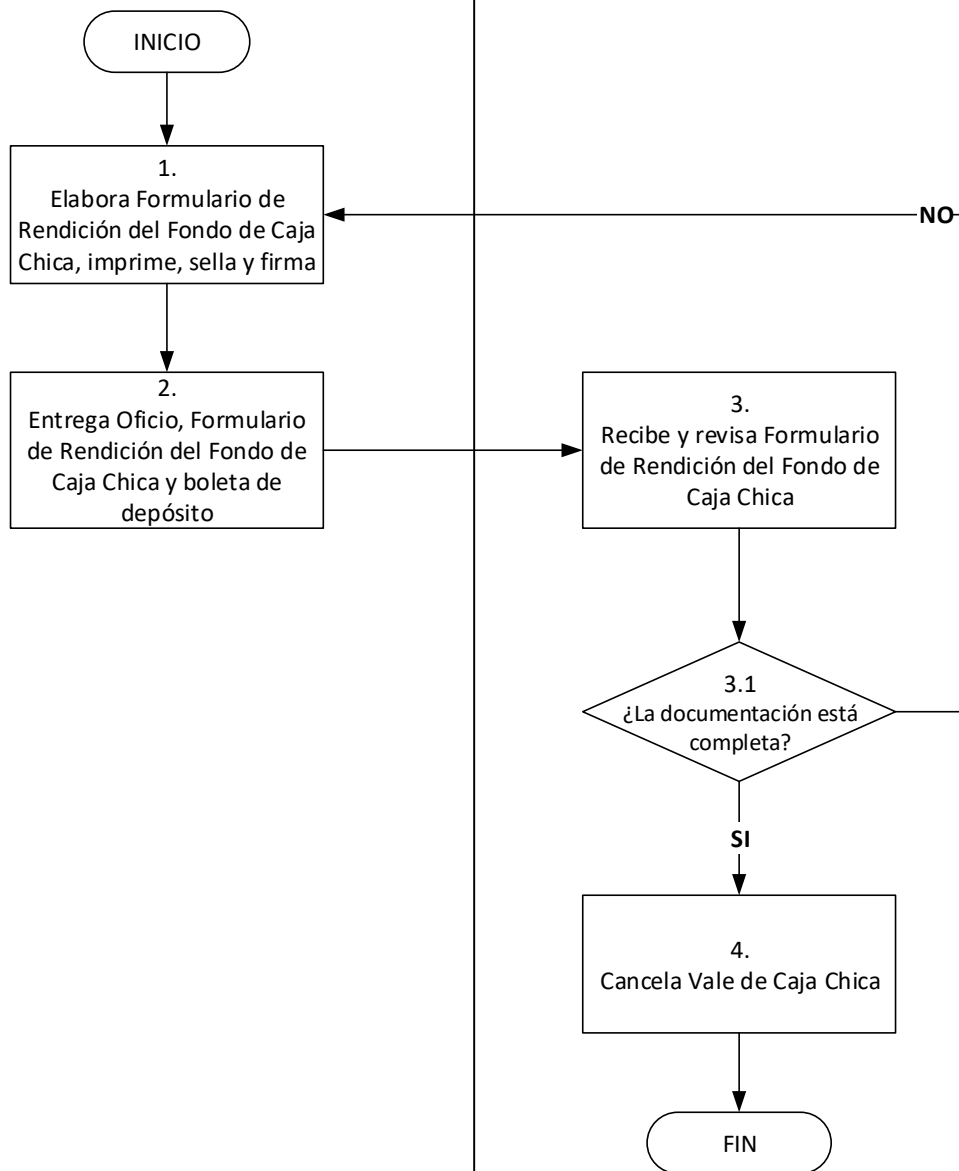 INICIO
1.
Elabora Formulario de
Rendición del Fondo de Caja
Chica, imprime, sella y firma
NO
2.
Entrega Oficio, Formulario
de Rendición del Fondo de
Caja Chica y boleta de
depósito
3.
Recibe y revisa Formulario
de Rendición del Fondo de
Caja Chica
3.1
¿La documentación está
completa?
SI
4.
Cancela Vale de Caja Chica
FIN